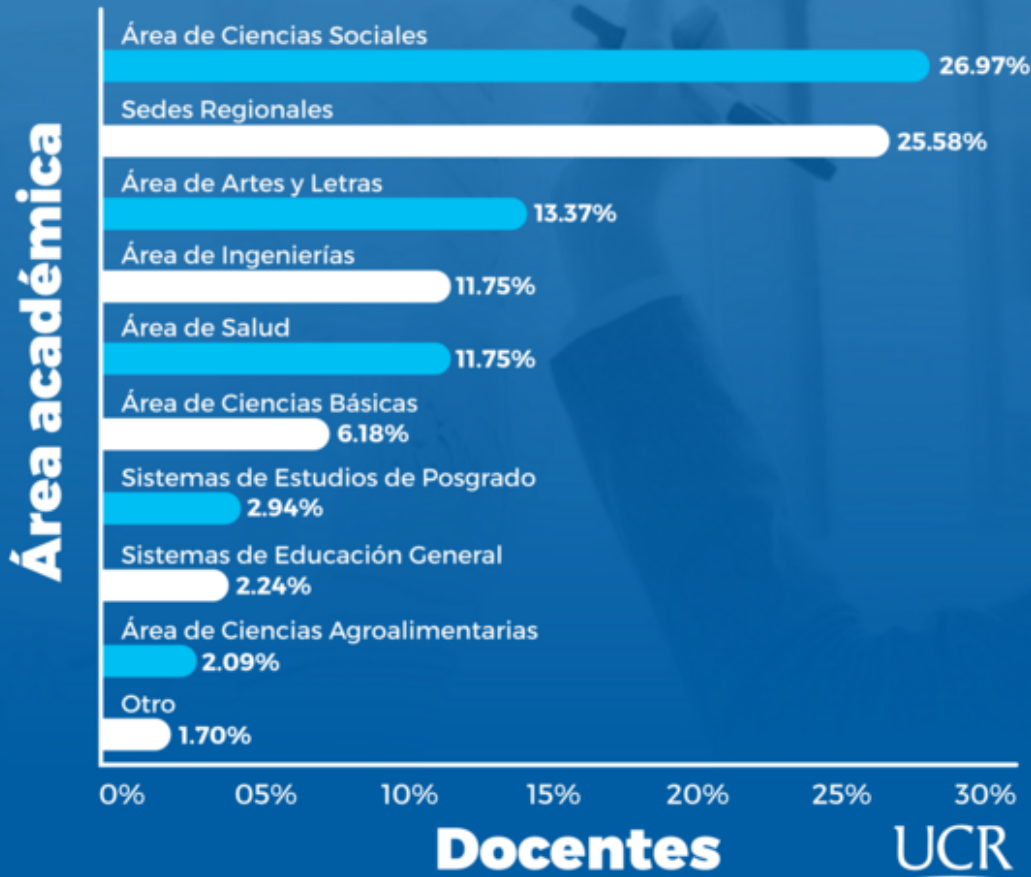 Área de Ciencias Sociales
26.97%
Sedes Regionales
25.58%
Área de Artes y Letras
13.37%
Área de Ingenierías
11.75%
Área de Salud
11.75%
Área de Ciencias Básicas
6.18%
Sistemas de Estudios de Posgrado
2.94%
Sistemas de Educación General
2.24%
Área de Ciencias Agroalimentarias
2.09%
Otro
1.70%
Área académica
0% 05% 10% 15% 20% 25% 30%
Docentes
UCR